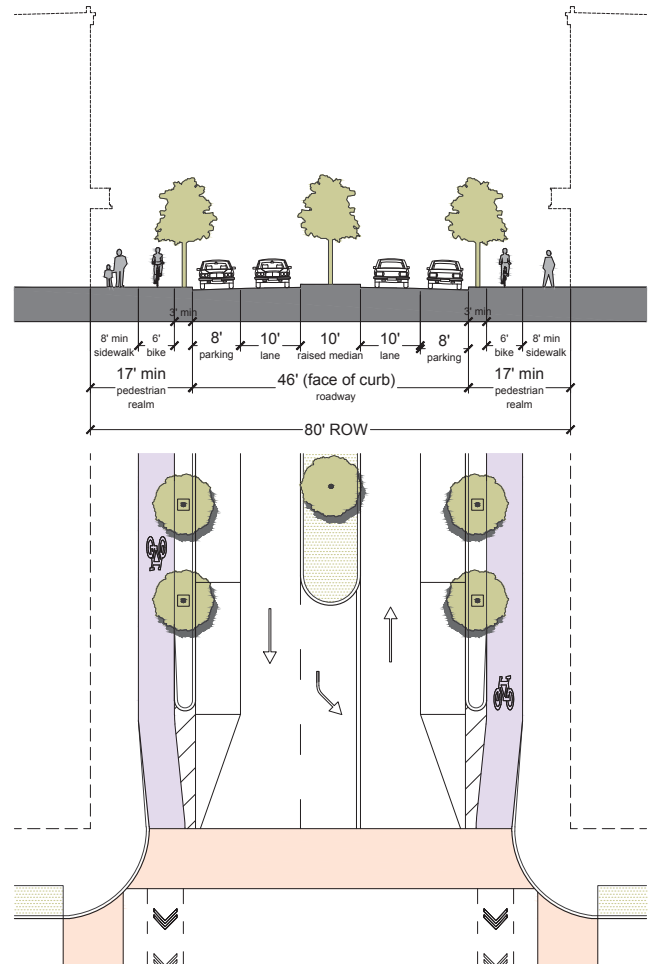 3' min
3' min
8' min
sidewalk
6'
bike
8'
parking
10'
lane
10'
raised median
10'
lane
8'
parking
6'
bike
8' min
sidewalk
17' min
pedestrian
realm
46' (face of curb)
roadway
17' min
pedestrian
realm
80' ROW